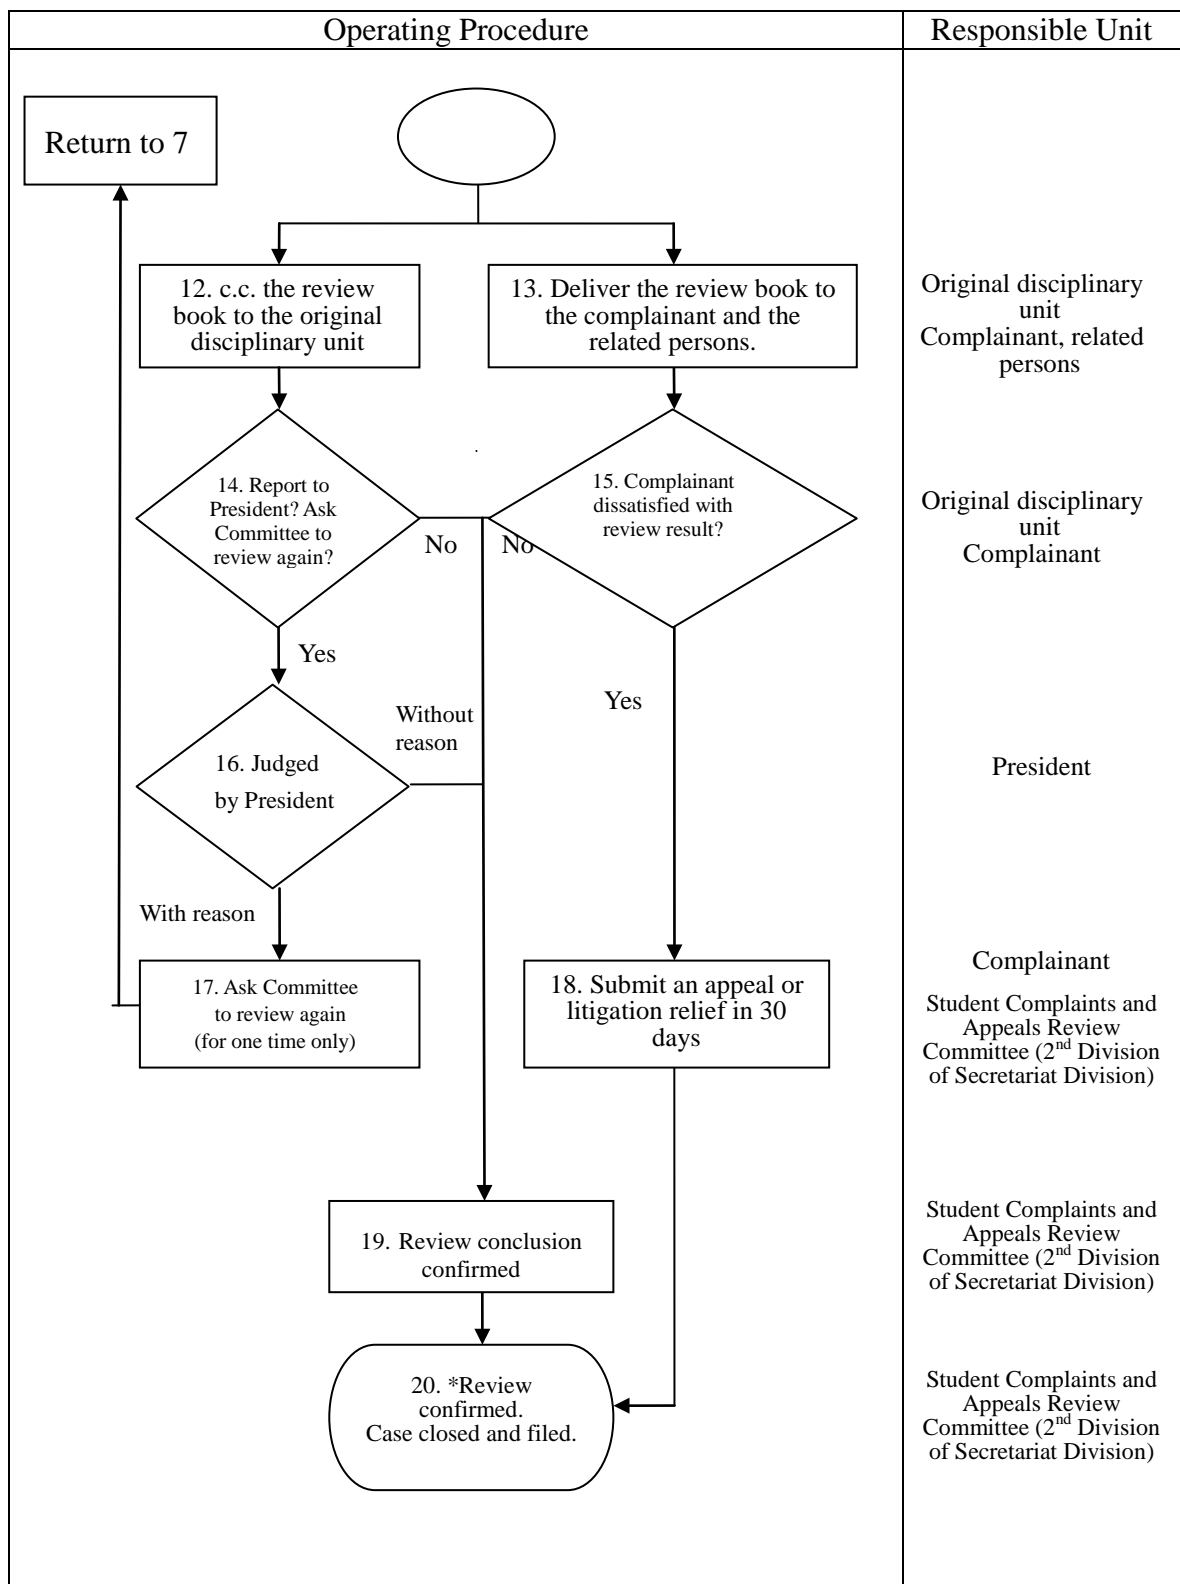 Operating Procedure
Responsible Unit
Return to 7
12. c.c. the review
book to the original
disciplinary unit
13. Deliver the review book to
the complainant and the
related persons.
Original disciplinary
unit
Complainant, related
persons
14. Report to
President? Ask
Committee to
review again?
15. Complainant
dissatisfied with
review result?
Original disciplinary
unit
Complainant
No
No
Yes
Yes
Without
reason
16. Judged
by President
President
With reason
17. Ask Committee
to review again
(for one time only)
18. Submit an appeal or
litigation relief in 30
days
Complainant
Student Complaints and
Appeals Review
Committee (2nd Division
of Secretariat Division)
19. Review conclusion
confirmed
Student Complaints and
Appeals Review
Committee (2nd Division
of Secretariat Division)
20. *Review
confirmed.
Case closed and filed.
Student Complaints and
Appeals Review
Committee (2nd Division
of Secretariat Division)